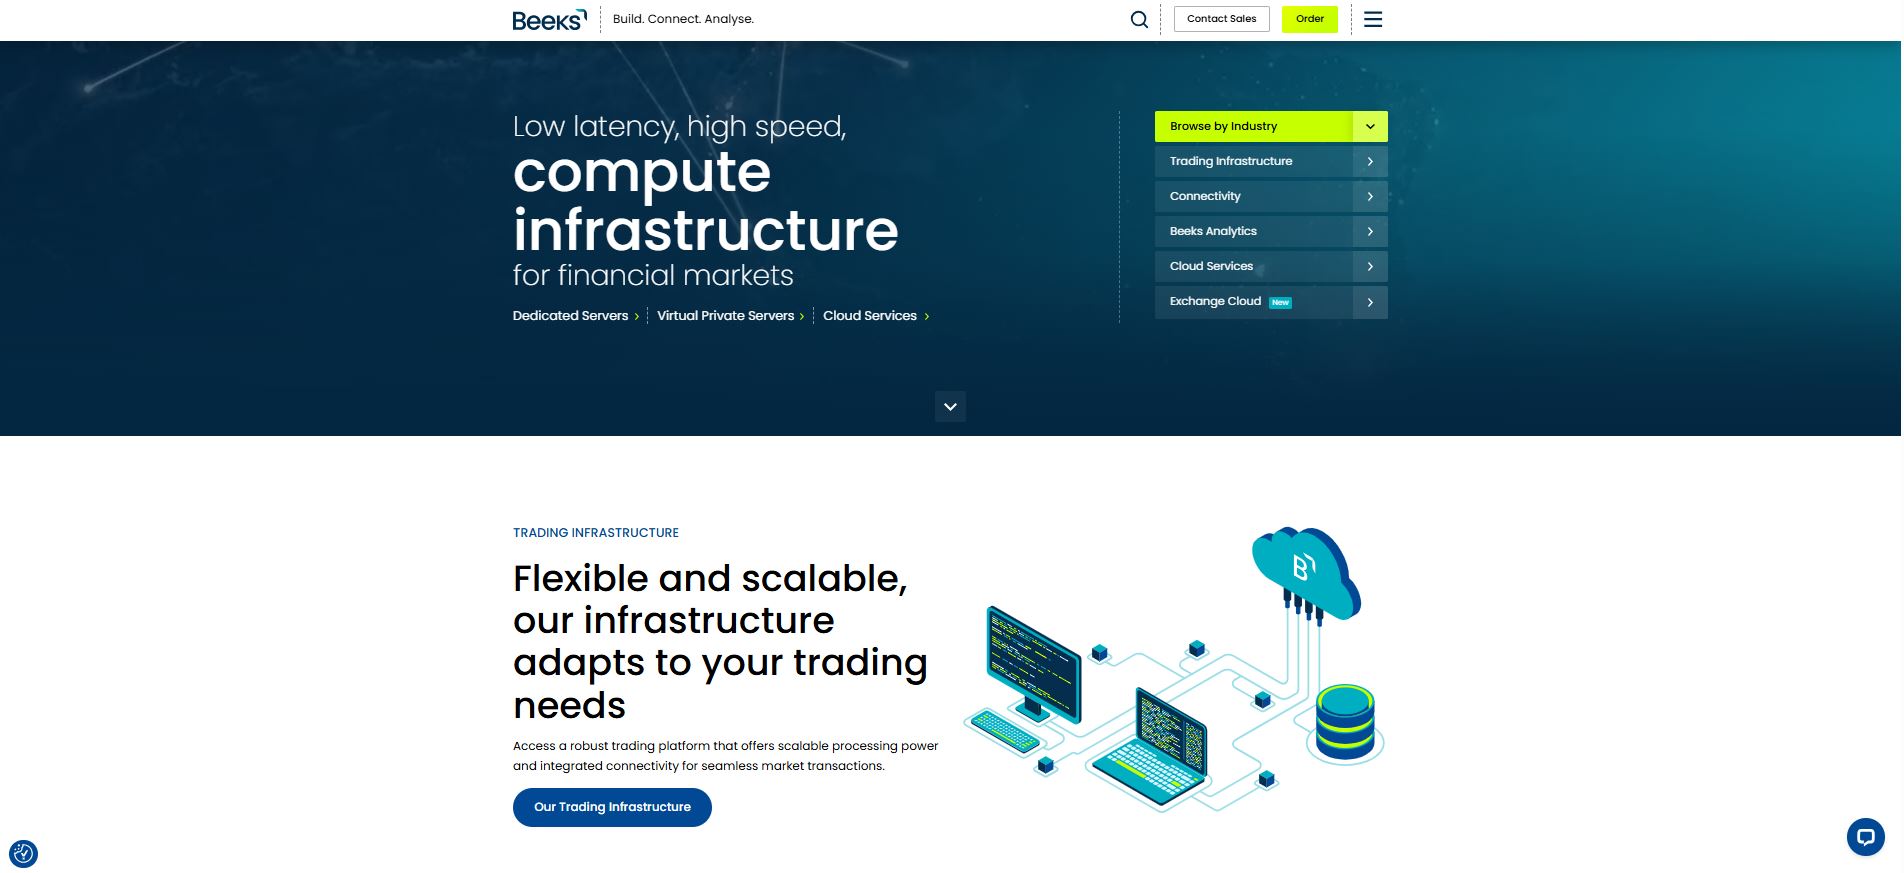 Beeks
Build. Connect. Analyse.
Contact Sales
Order
Low latency, high speed,
compute
infrastructure
for financial markets
Dedicated Servers
Virtual Private Servers
Cloud Services
Browse by Industry
Trading Infrastructure
Connectivity
Beeks Analytics
Cloud Services
Exchange Cloud New
TRADING INFRASTRUCTURE
Flexible and scalable,
our infrastructure
adapts to your trading
needs
Access a robust trading platform that offers scalable processing power
and integrated connectivity for seamless market transactions.
Our Trading Infrastructure
B